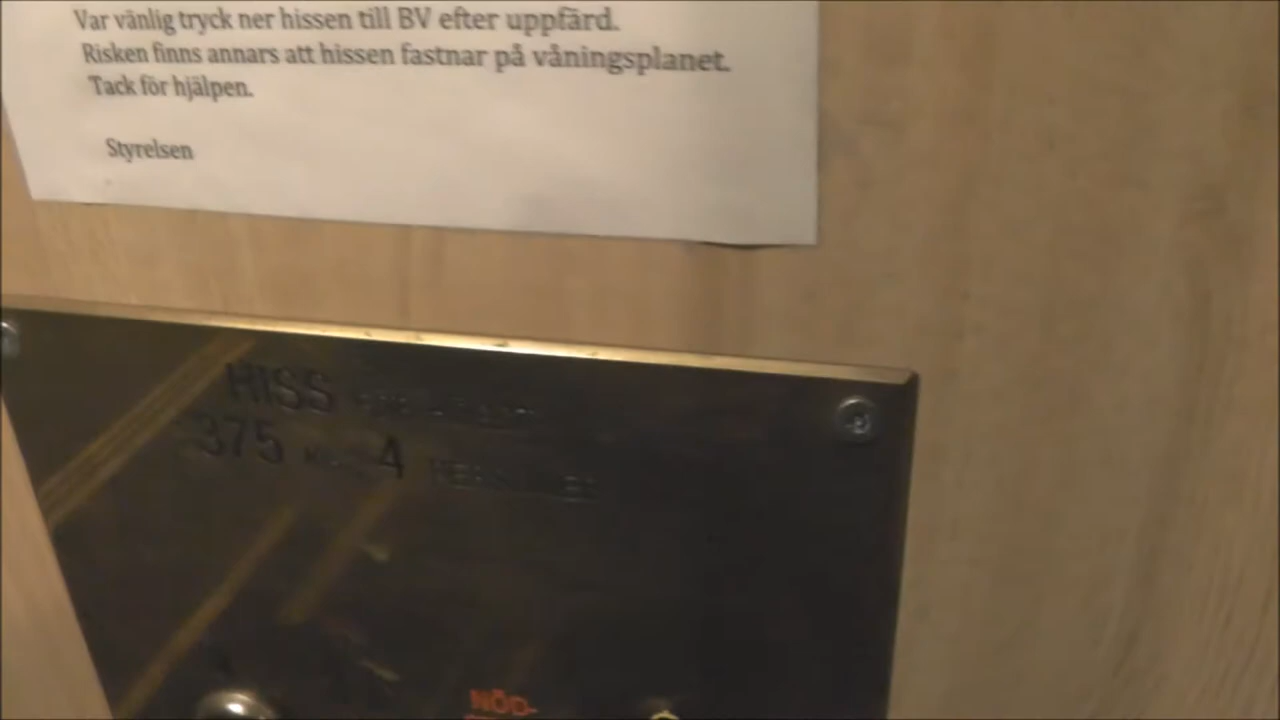 Var vänlig tryck ner hissen till BV efter uppfärd.
Risken finns annars att hissen fastnar på våningsplanet.
Tack för hjälpen.
Styrelsen
HISS
375 4 PERSONER
NÖD-